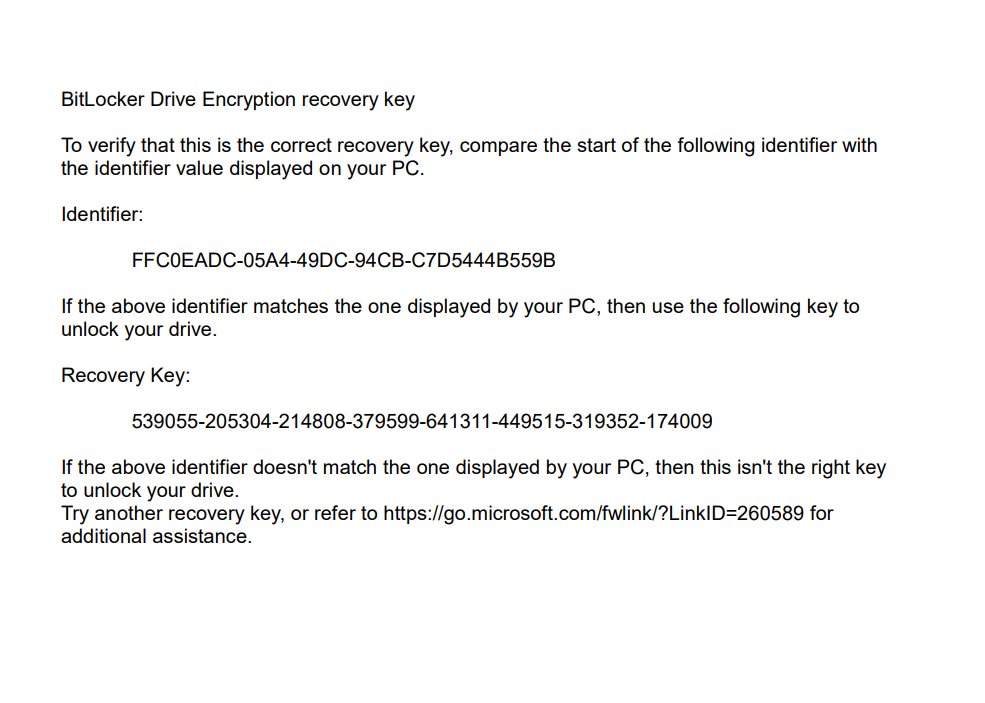 BitLocker Drive Encryption recovery key
To verify that this is the correct recovery key, compare the start of the following identifier with
the identifier value displayed on your PC.
Identifier:
FFC0EADC-05A4-49DC-94CB-C7D5444B559B
If the above identifier matches the one displayed by your PC, then use the following key to
unlock your drive.
Recovery Key:
539055-205304-214808-379599-641311-449515-319352-174009
If the above identifier doesn't match the one displayed by your PC, then this isn't the right key
to unlock your drive.
Try another recovery key, or refer to https://go.microsoft.com/fwlink/?LinkID=260589 for
additional assistance.